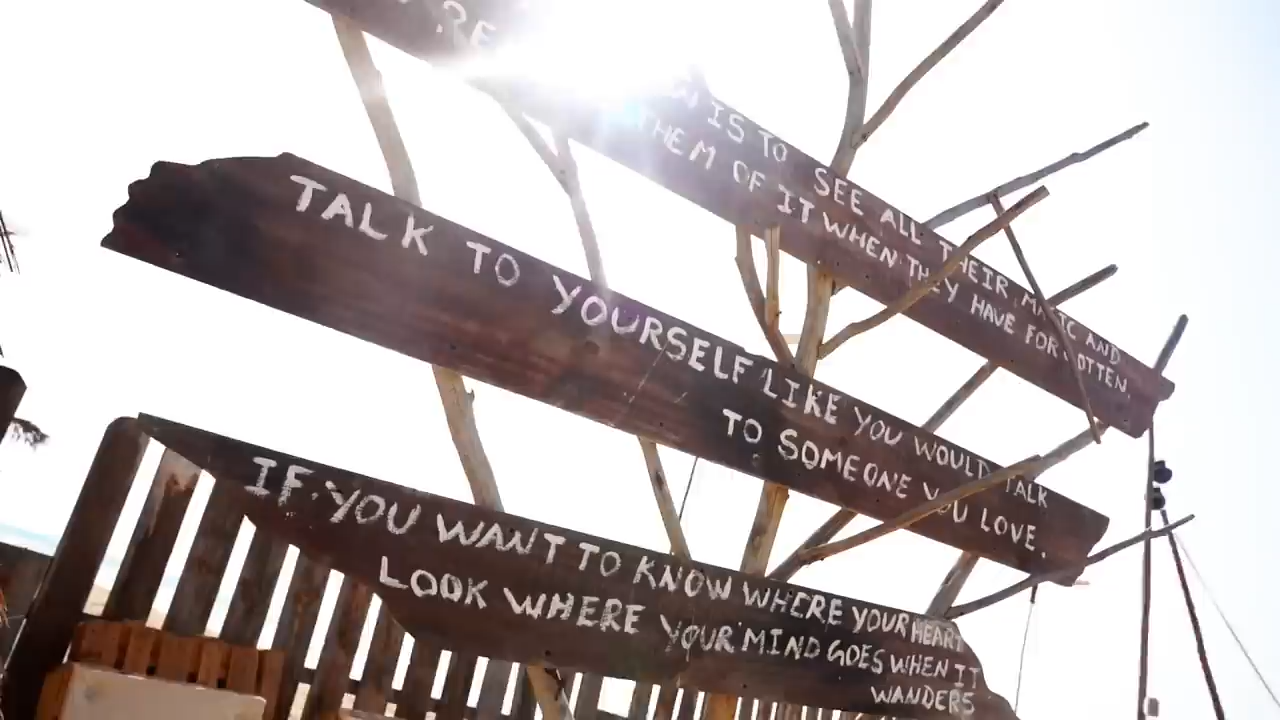 IS TO SEE ALL THEIR MAGIC AND
THEM OF IT WHEN THEY HAVE FORGOTTEN.
TALK TO YOURSELF LIKE YOU WOULD TALK
TO SOMEONE YOU LOVE.
IF YOU WANT TO KNOW WHERE YOUR HEART
LOOK WHERE YOUR MIND GOES WHEN IT
WANDERS